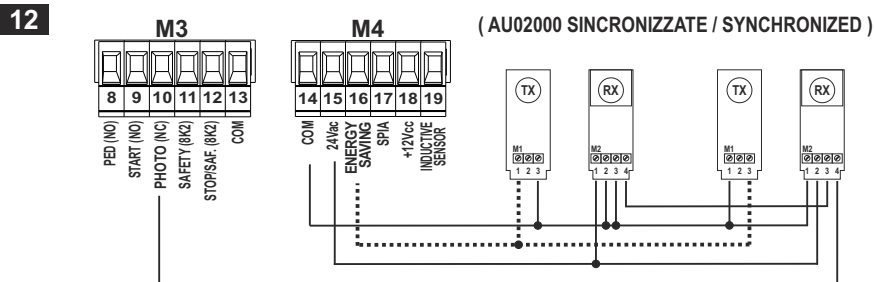 12
M3
M4
( AU02000 SINCRONIZZATE / SYNCHRONIZED )
8 9 10 11 12 13
PED (NO)
START (NO)
PHOTO (NC)
SAFETY (8K2)
STOP/SAF. (8K2)
COM
14 15 16 17 18 19
COM
24Vac
ENERGY
SAVING
SPIA
+12Vcc
INDUCTIVE
SENSOR
TX
M1
1 2 3
RX
M2
1 2 3 4
TX
M1
1 2 3
RX
M2
1 2 3 4